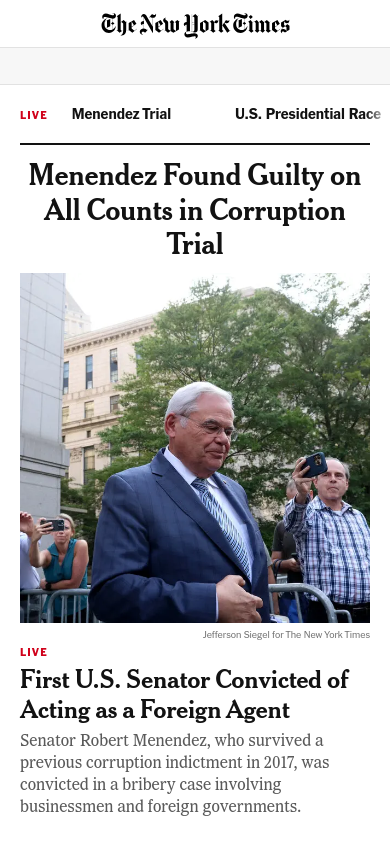 The New York Times
LIVE
Menendez Trial
U.S. Presidential Race
Menendez Found Guilty on
All Counts in Corruption
Trial
Jefferson Siegel for The New York Times
LIVE
First U.S. Senator Convicted of
Acting as a Foreign Agent
Senator Robert Menendez, who survived a
previous corruption indictment in 2017, was
convicted in a bribery case involving
businessmen and foreign governments.